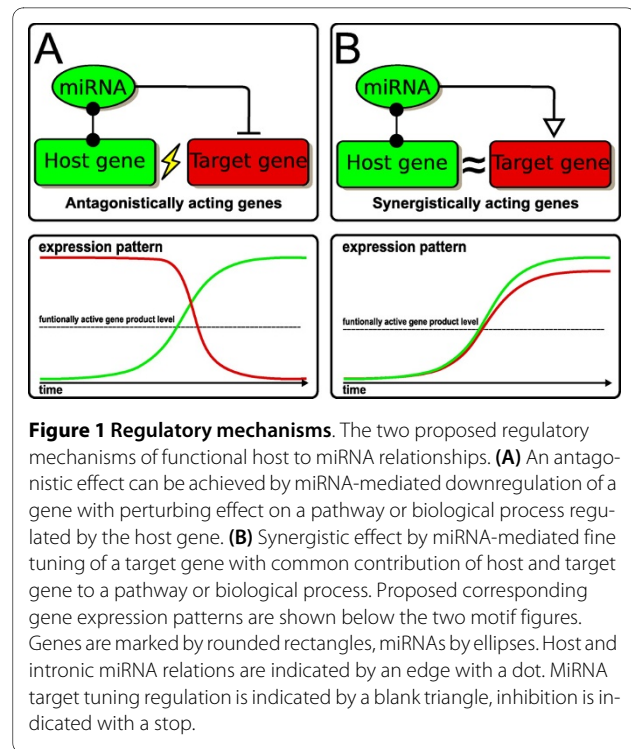 A
B
miRNA
miRNA
Host gene
Target gene
Host gene
Target gene
Antagonistically acting genes
Synergistically acting genes
expression pattern
funtionally active gene product level
time
expression pattern
funtionally active gene product level
time
Figure 1 Regulatory mechanisms. The two proposed regulatory
mechanisms of functional host to miRNA relationships. (A) An antago-
nistic effect can be achieved by miRNA-mediated downregulation of a
gene with perturbing effect on a pathway or biological process regu-
lated by the host gene. (B) Synergistic effect by miRNA-mediated fine
tuning of a target gene with common contribution of host and target
gene to a pathway or biological process. Proposed corresponding
gene expression patterns are shown below the two motif figures.
Genes are marked by rounded rectangles, miRNAs by ellipses. Host and
intronic miRNA relations are indicated by an edge with a dot. MiRNA
target tuning regulation is indicated by a blank triangle, inhibition is in-
dicated with a stop.